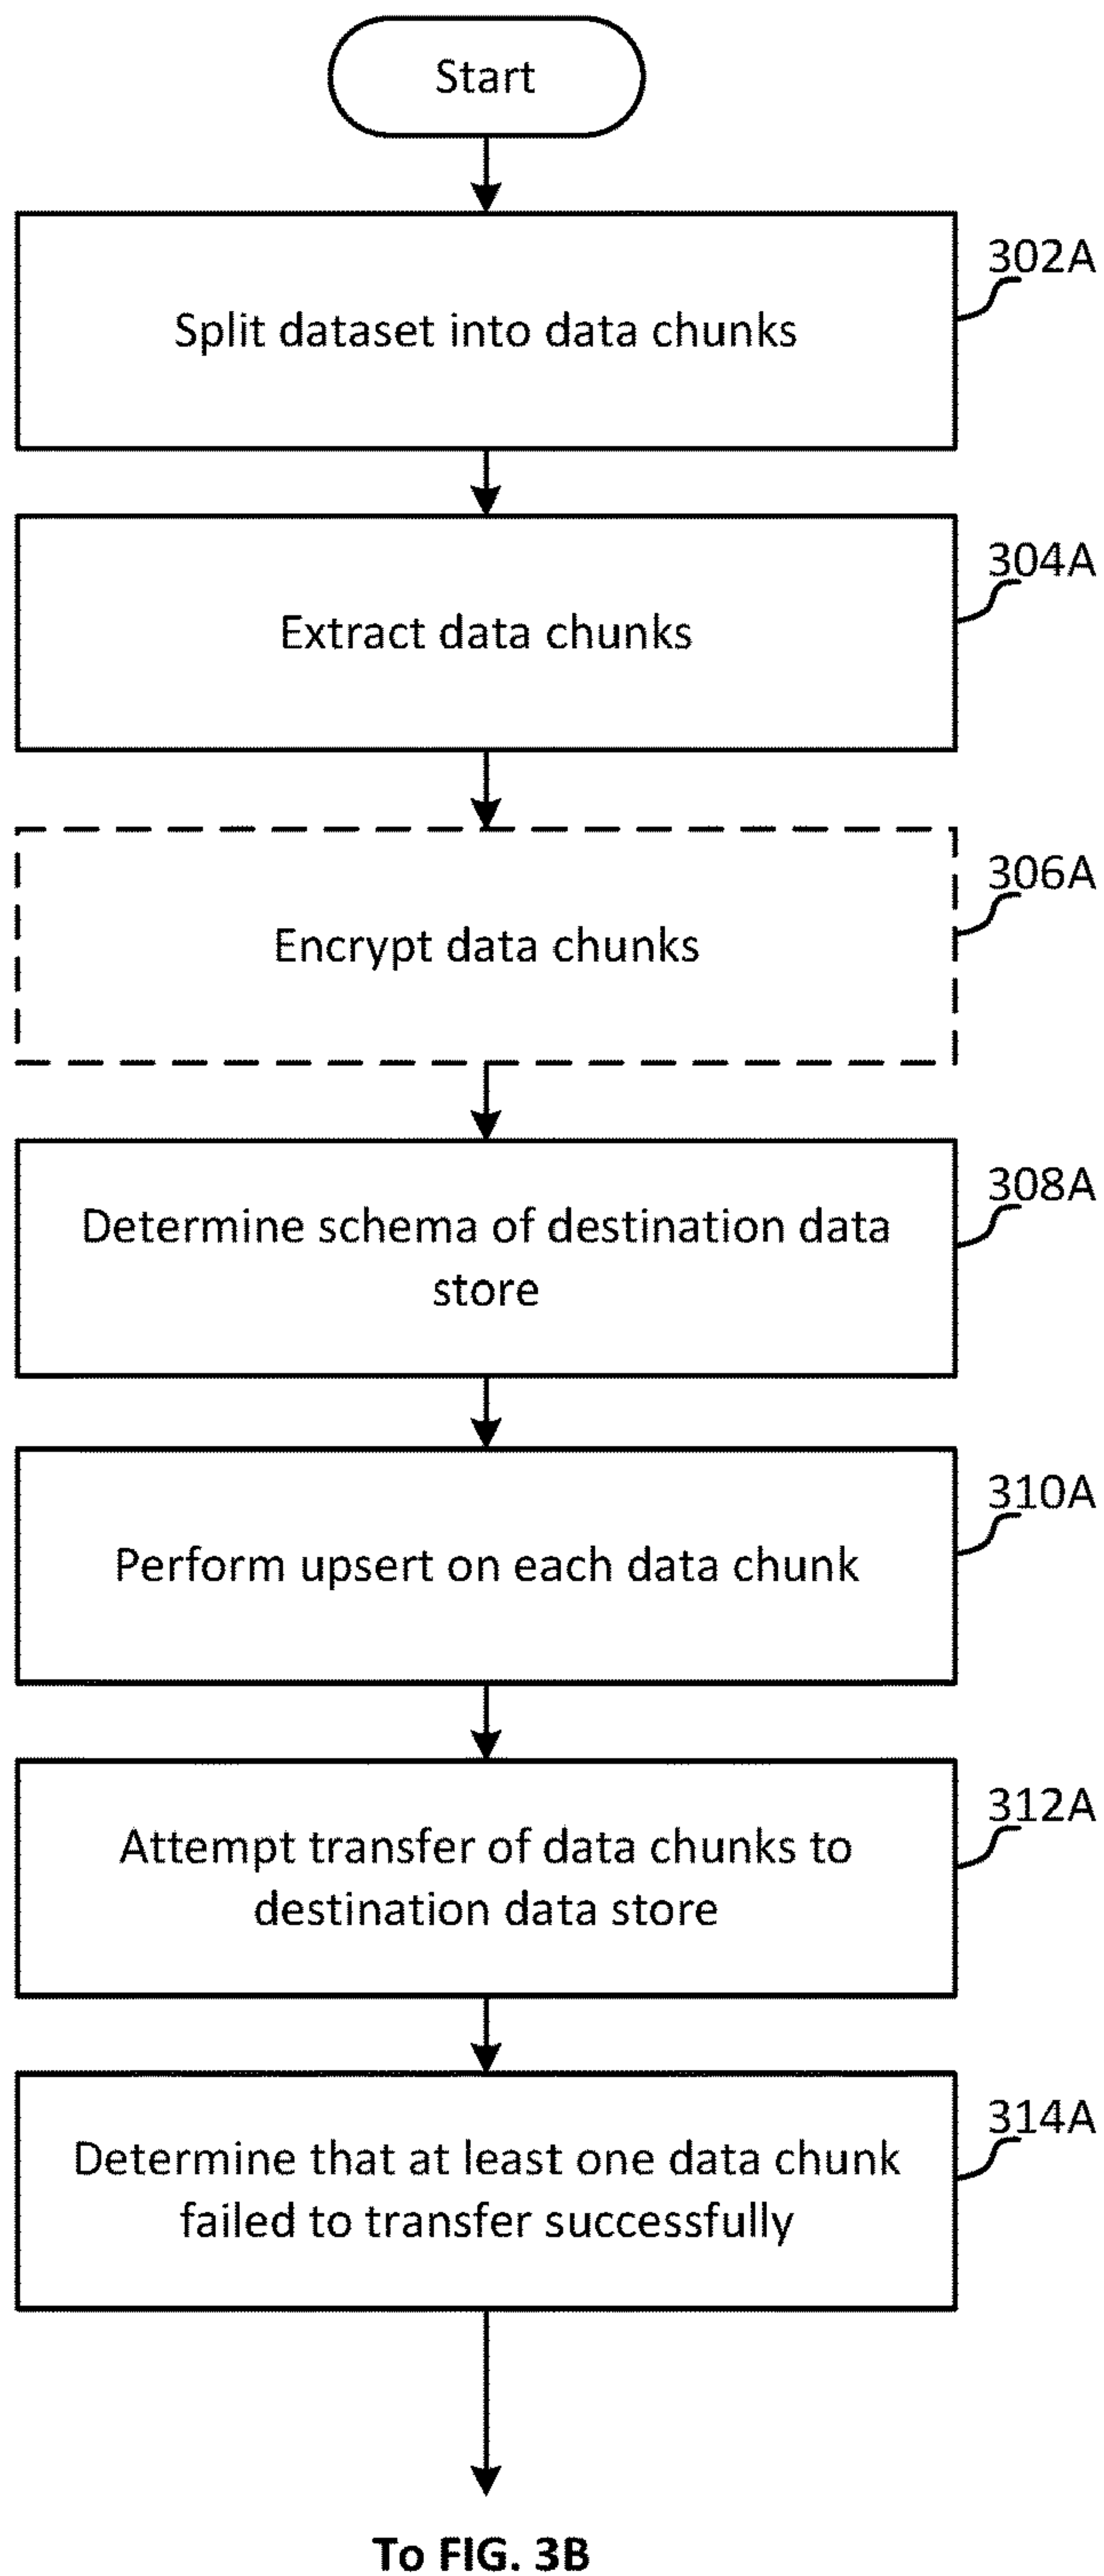 Start
302A
Split dataset into data chunks
304A
Extract data chunks
306A
Encrypt data chunks
308A
Determine schema of destination data
store
310A
Perform upsert on each data chunk
312A
Attempt transfer of data chunks to
destination data store
314A
Determine that at least one data chunk
failed to transfer successfully
To FIG. 3B